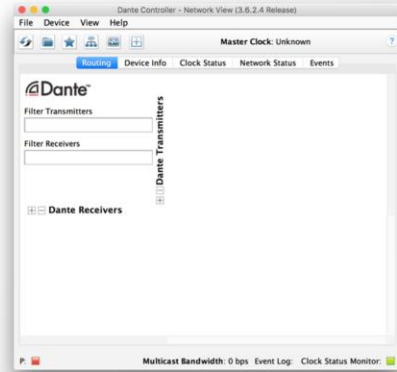 Dante Controller - Network View (3.6.2.4 Release)
File Device View Help
Master Clock: Unknown
?
Routing Device Info Clock Status Network Status Events
Dante™
Filter Transmitters
Filter Receivers
Dante Transmitters
Dante Receivers
P: Multicast Bandwidth: 0 bps Event Log: Clock Status Monitor: